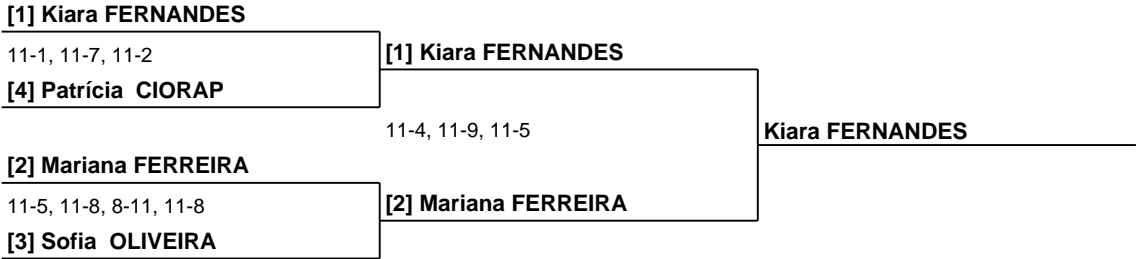 [1] Kiara FERNANDES
11-1, 11-7, 11-2
[1] Kiara FERNANDES
[4] Patrícia  CIORAP
11-4, 11-9, 11-5
Kiara FERNANDES
[2] Mariana FERREIRA
11-5, 11-8, 8-11, 11-8
[2] Mariana FERREIRA
[3] Sofia  OLIVEIRA